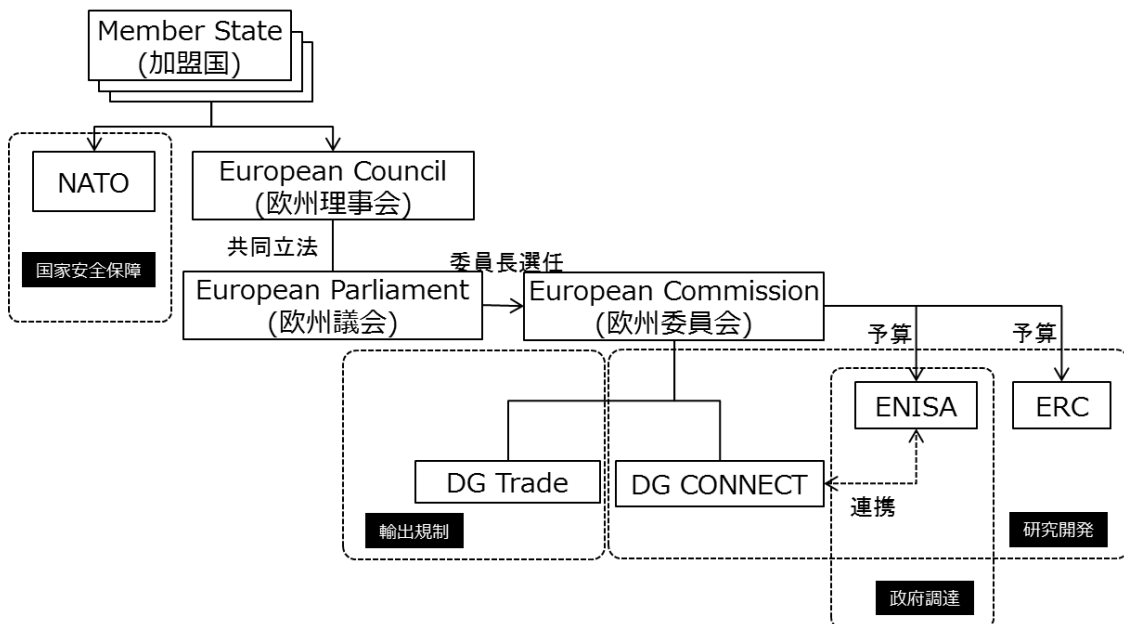 Member State
(加盟国)
NATO
European Council
(欧州理事会)
国家安全保障
共同立法
委員長選任
European Parliament
(欧州議会)
European Commission
(欧州委員会)
予算
予算
ENISA
ERC
DG Trade
DG CONNECT
連携
輸出規制
研究開発
政府調達